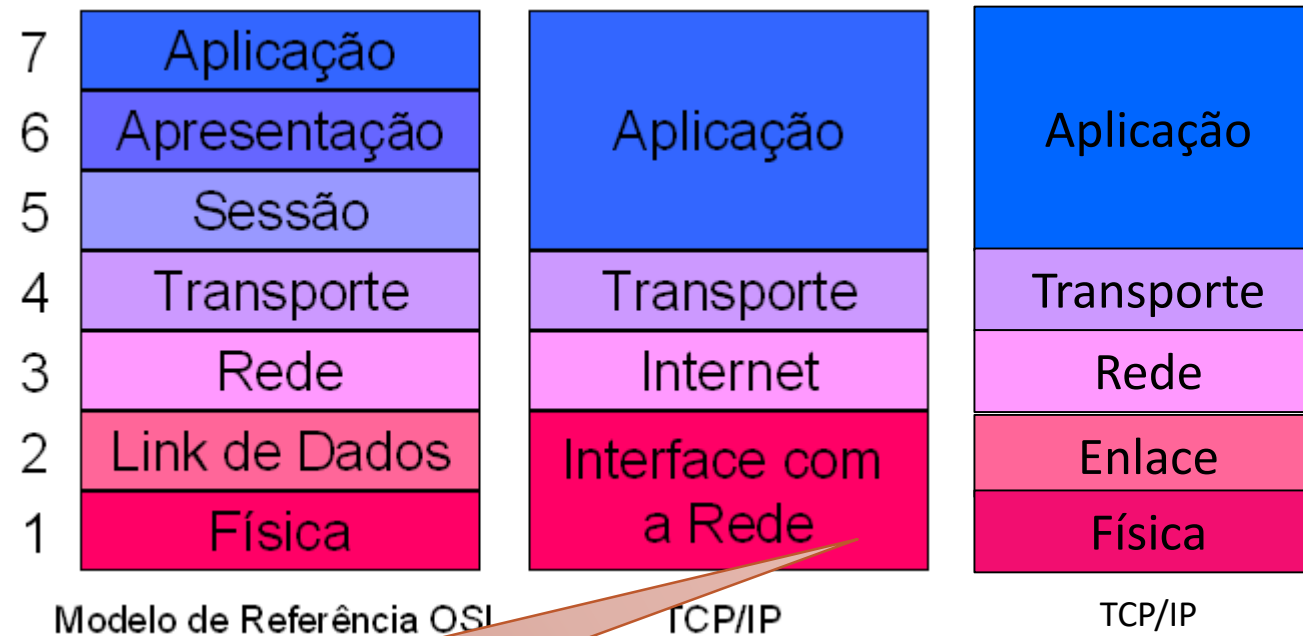 7
Aplicação
6
Apresentação
5
Sessão
4
Transporte
3
Rede
2
Link de Dados
1
Física
Modelo de Referência OSI
Aplicação
Transporte
Internet
Interface com
a Rede
TCP/IP
Aplicação
Transporte
Rede
Enlace
Física
TCP/IP